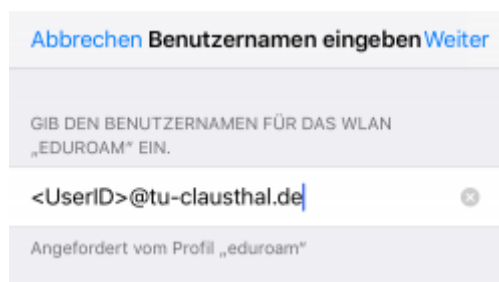 Abbrechen Benutzernamen eingeben Weiter
GIB DEN BENUTZERNAMEN FÜR DAS WLAN
„EDUROAM“ EIN.
<UserID>@tu-clausthal.de
Angefordert vom Profil „eduroam“